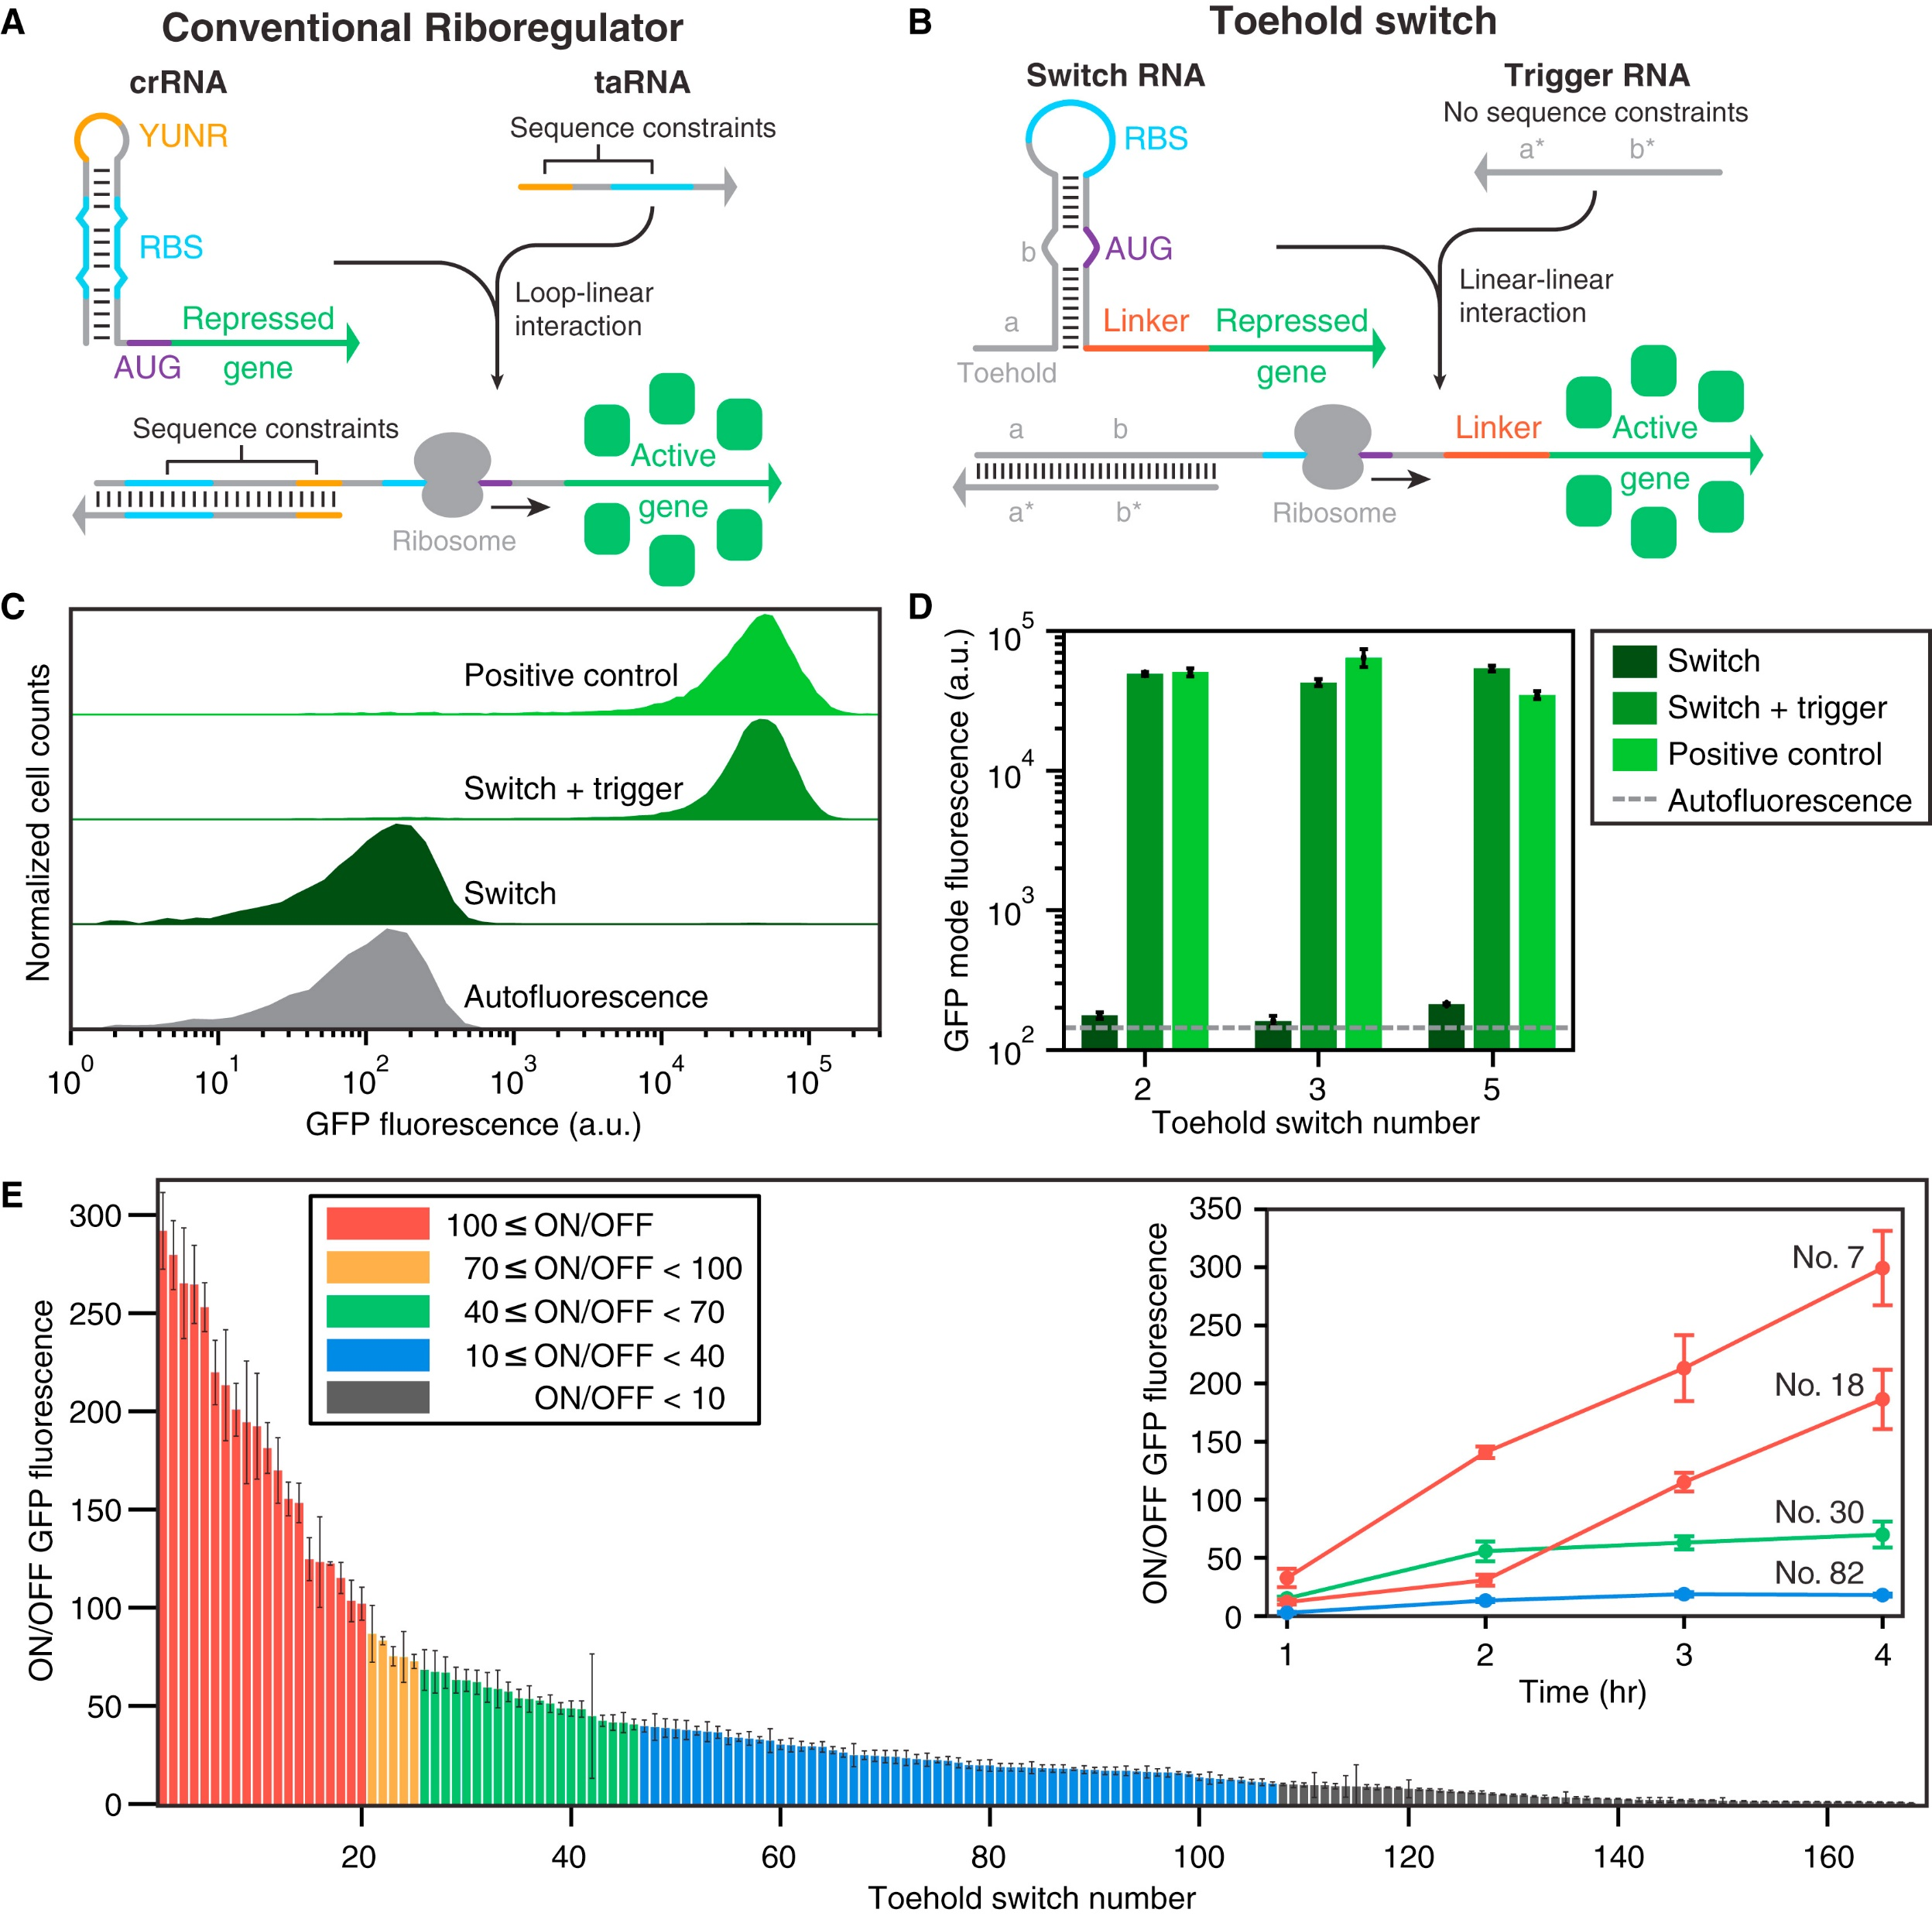 A
Conventional Riboregulator
crRNA
taRNA
YUNR
Sequence constraints
RBS
Loop-linear
interaction
Repressed
gene
AUG
Sequence constraints
Active
gene
Ribosome
B
Toehold switch
Switch RNA
Trigger RNA
No sequence constraints
a* b*
RBS
b
AUG
Linear-linear
interaction
a
Linker
Repressed
gene
Toehold
a b
Linker
Active
gene
a* b*
Ribosome
C
Normalized cell counts
Positive control
Switch + trigger
Switch
Autofluorescence
10^0 10^1 10^2 10^3 10^4 10^5
GFP fluorescence (a.u.)
D
GFP mode fluorescence (a.u.)
10^5
10^4
10^3
10^2
2 3 5
Toehold switch number
Switch
Switch + trigger
Positive control
Autofluorescence
E
ON/OFF GFP fluorescence
300
250
200
150
100
50
0
100 ≤ ON/OFF
70 ≤ ON/OFF < 100
40 ≤ ON/OFF < 70
10 ≤ ON/OFF < 40
ON/OFF < 10
20 40 60 80 100 120 140 160
Toehold switch number
ON/OFF GFP fluorescence
350
300
250
200
150
100
50
0
No. 7
No. 18
No. 30
No. 82
1 2 3 4
Time (hr)